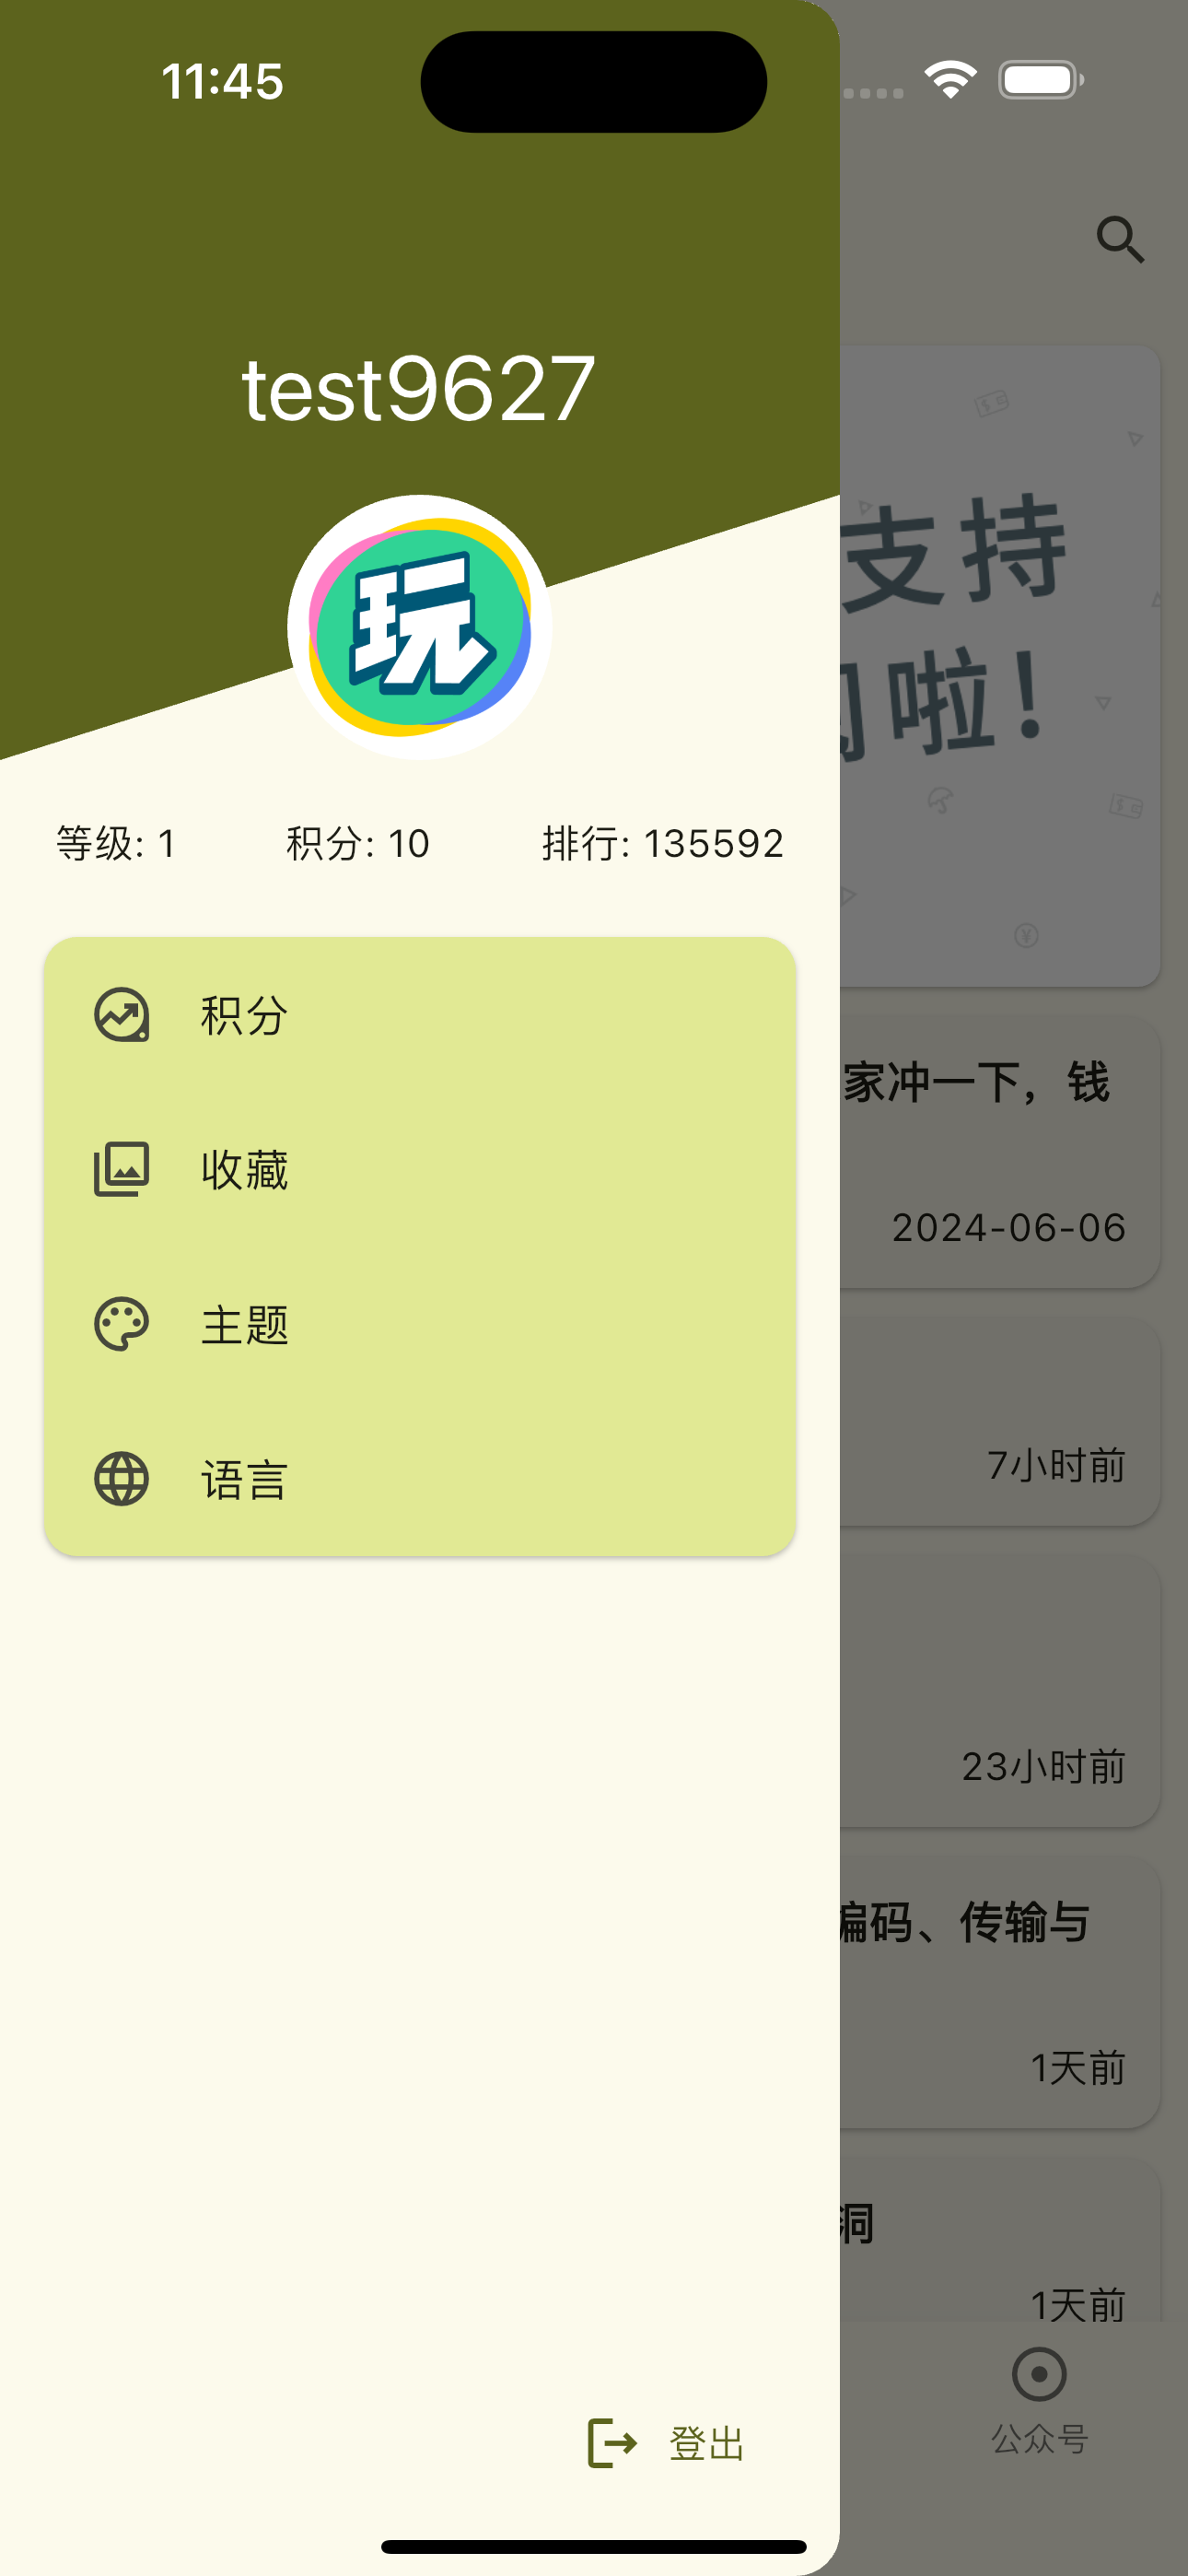 11:45
test9627
玩
等级: 1 积分: 10 排行: 135592
积分
收藏
主题
语言
登出
支持
啦!
家冲一下，钱
2024-06-06
7小时前
23小时前
编码、传输与
1天前
洞
1天前
公众号